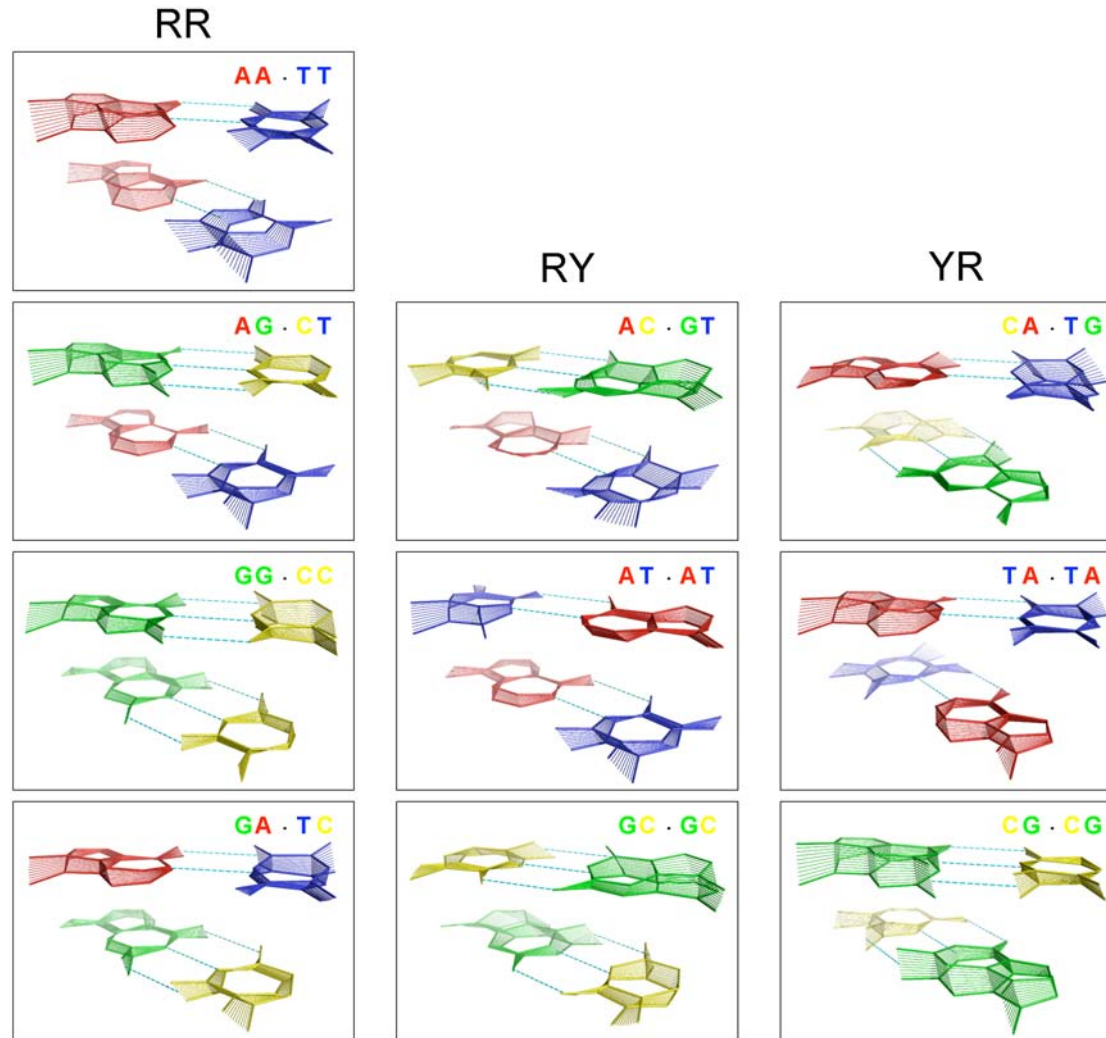 RR
AA · TT
RY
YR
AG · CT
AC · GT
CA · TG
GG · CC
AT · AT
TA · TA
GA · TC
GC · GC
CG · CG